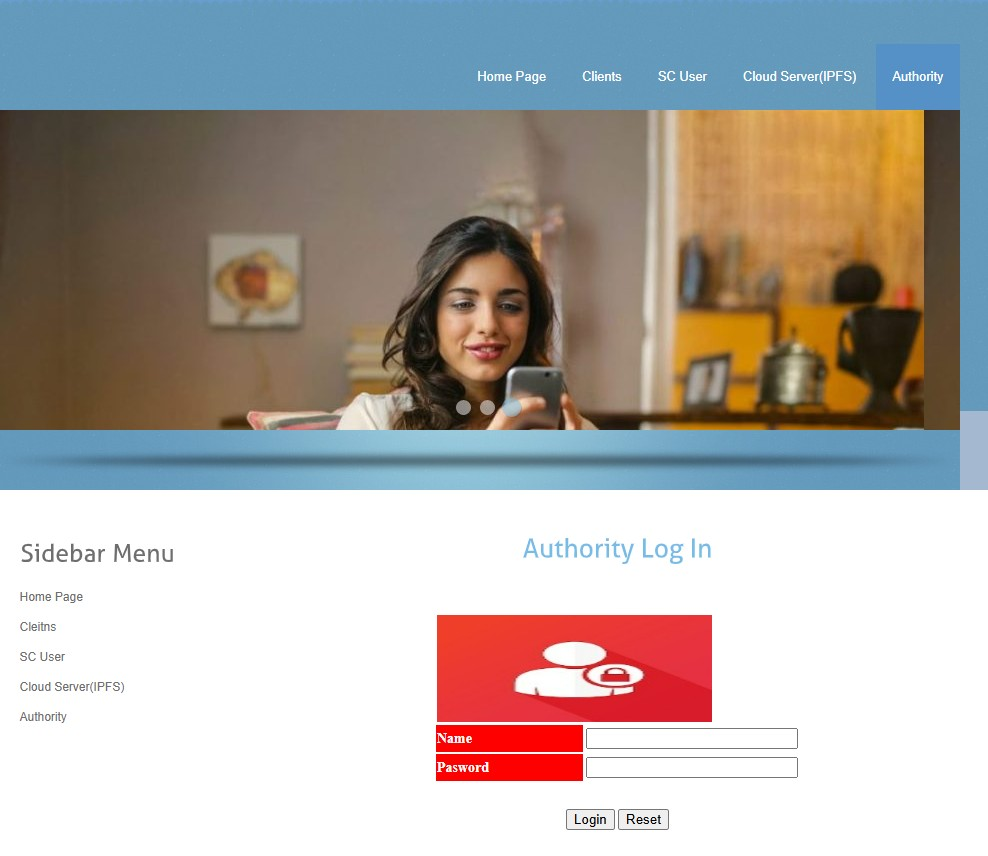 Home Page Clients SC User Cloud Server(IPFS) Authority
Sidebar Menu
Home Page
Cleitns
SC User
Cloud Server(IPFS)
Authority
Authority Log In
Name
Pasword
Login Reset